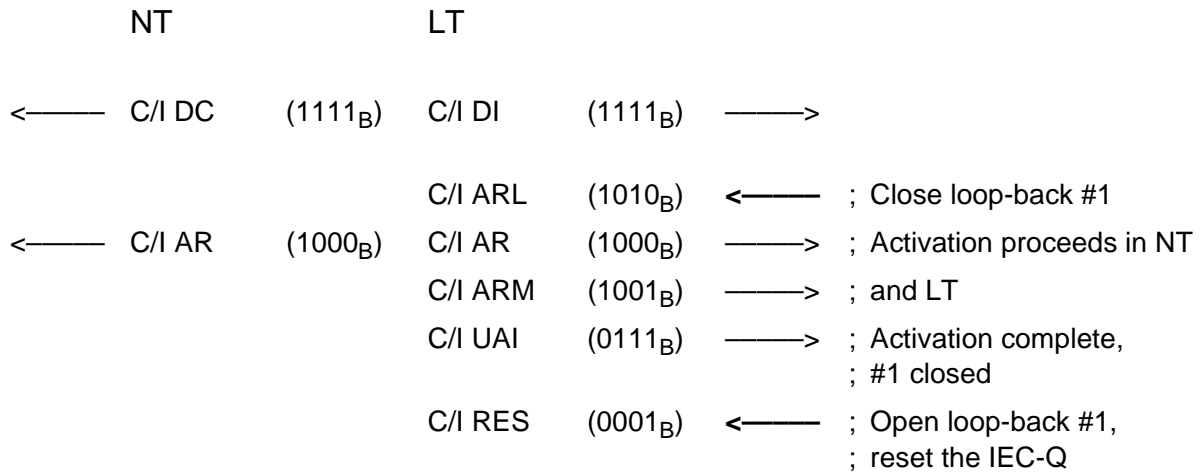 NT LT
<––––– C/I DC (1111B) C/I DI (1111B) –––––>
C/I ARL (1010B) <––––– ; Close loop-back #1
<––––– C/I AR (1000B) C/I AR (1000B) –––––> ; Activation proceeds in NT
C/I ARM (1001B) –––––> ; and LT
C/I UAI (0111B) –––––> ; Activation complete,
; #1 closed
C/I RES (0001B) <––––– ; Open loop-back #1,
; reset the IEC-Q